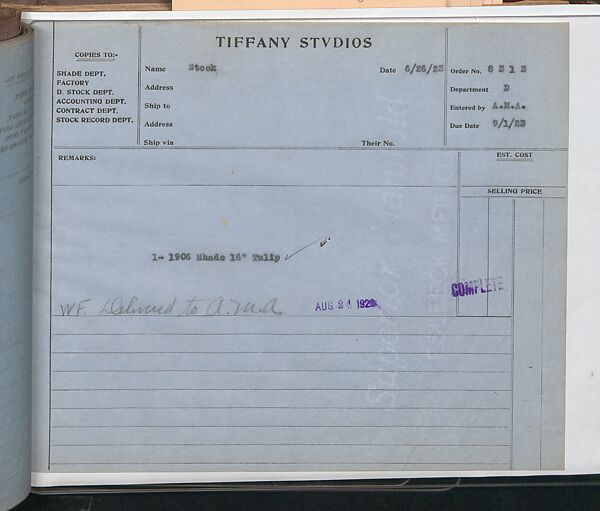 TIFFANY STVDIOS
COPIES TO:-
SHADE DEPT.
FACTORY
D. STOCK DEPT.
ACCOUNTING DEPT.
CONTRACT DEPT.
STOCK RECORD DEPT.
Name Stock Date 6/26/23
Address
Ship to
Address
Ship via Their No.
Order No. 8313
Department D
Entered by A.M.A.
Due Date 9/1/23
REMARKS:
EST. COST
SELLING PRICE
1- 1906 Shade 16" Tulip
COMPLETE
WF. Delivered to A.M.A. AUG 24 1923